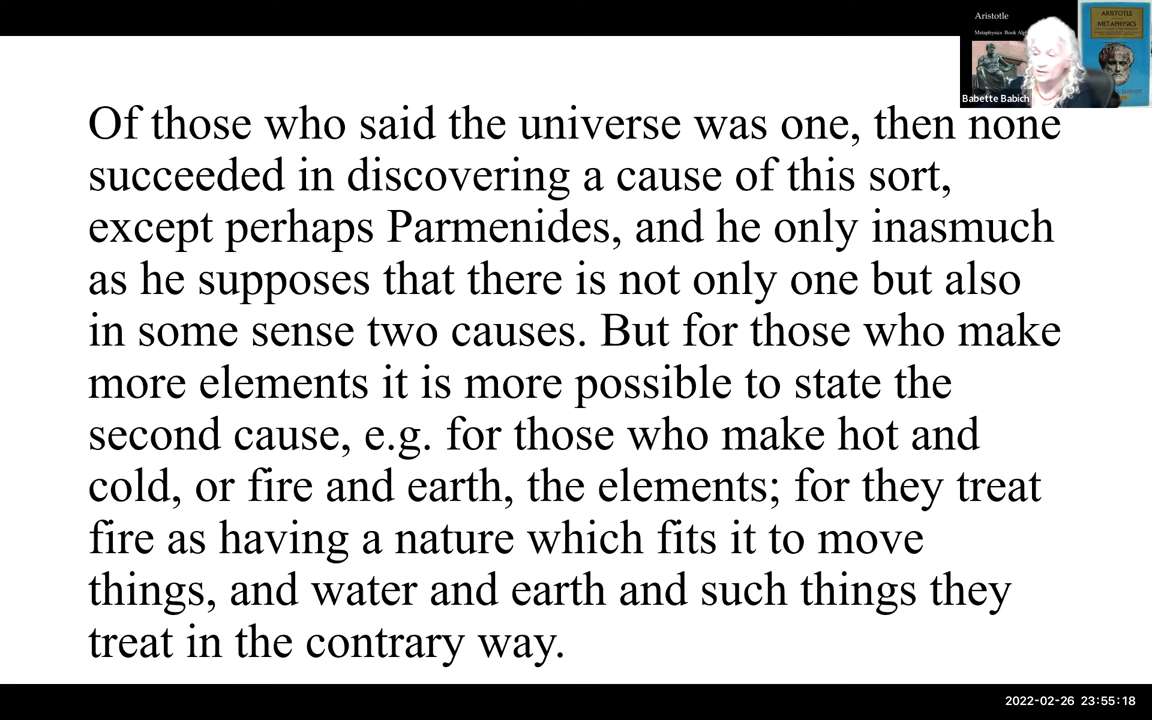 Aristotle
Metaphysics Book Alp
ARISTOTLE
METAPHYSICS
Babette Babich
Of those who said the universe was one, then none
succeeded in discovering a cause of this sort,
except perhaps Parmenides, and he only inasmuch
as he supposes that there is not only one but also
in some sense two causes. But for those who make
more elements it is more possible to state the
second cause, e.g. for those who make hot and
cold, or fire and earth, the elements; for they treat
fire as having a nature which fits it to move
things, and water and earth and such things they
treat in the contrary way.
2022-02-26 23:55:18